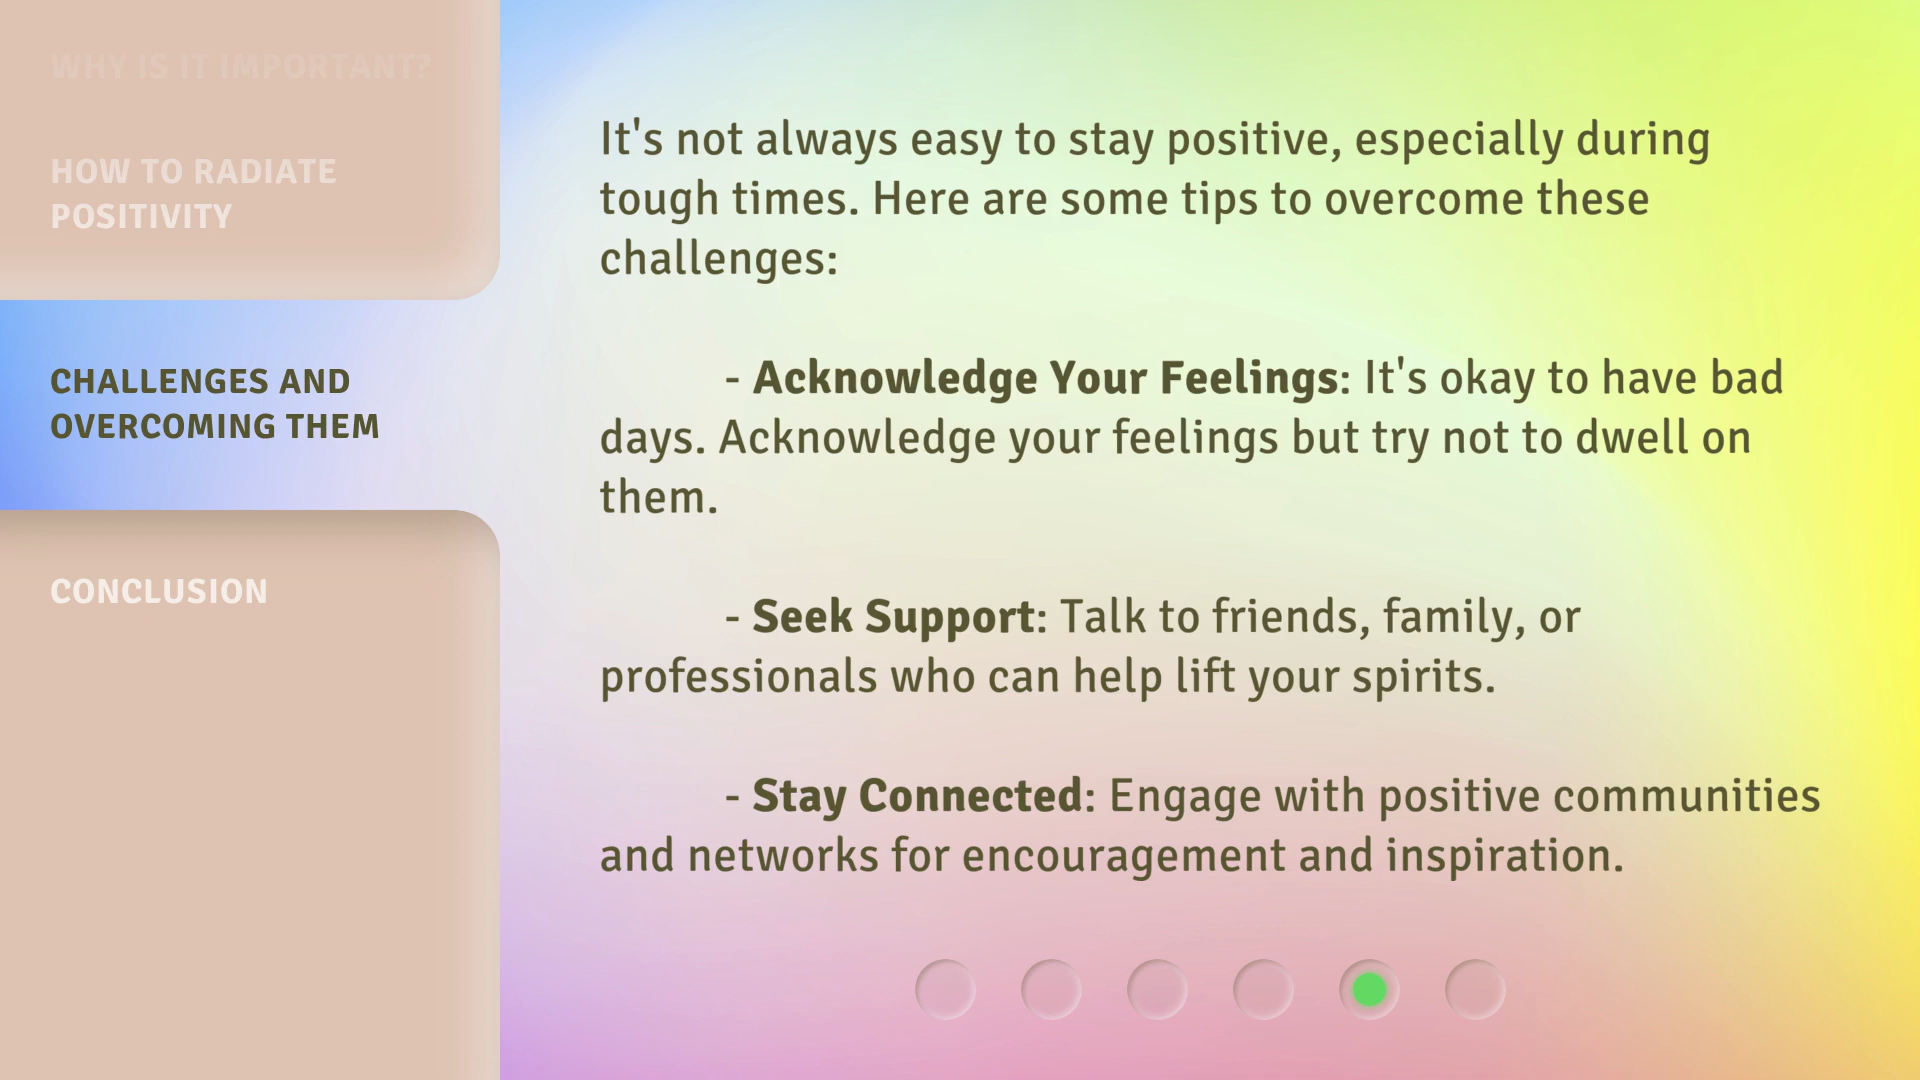 WHY IS IT IMPORTANT?
HOW TO RADIATE
POSITIVITY
CHALLENGES AND
OVERCOMING THEM
CONCLUSION
It's not always easy to stay positive, especially during
tough times. Here are some tips to overcome these
challenges:
- Acknowledge Your Feelings: It's okay to have bad
days. Acknowledge your feelings but try not to dwell on
them.
- Seek Support: Talk to friends, family, or
professionals who can help lift your spirits.
- Stay Connected: Engage with positive communities
and networks for encouragement and inspiration.